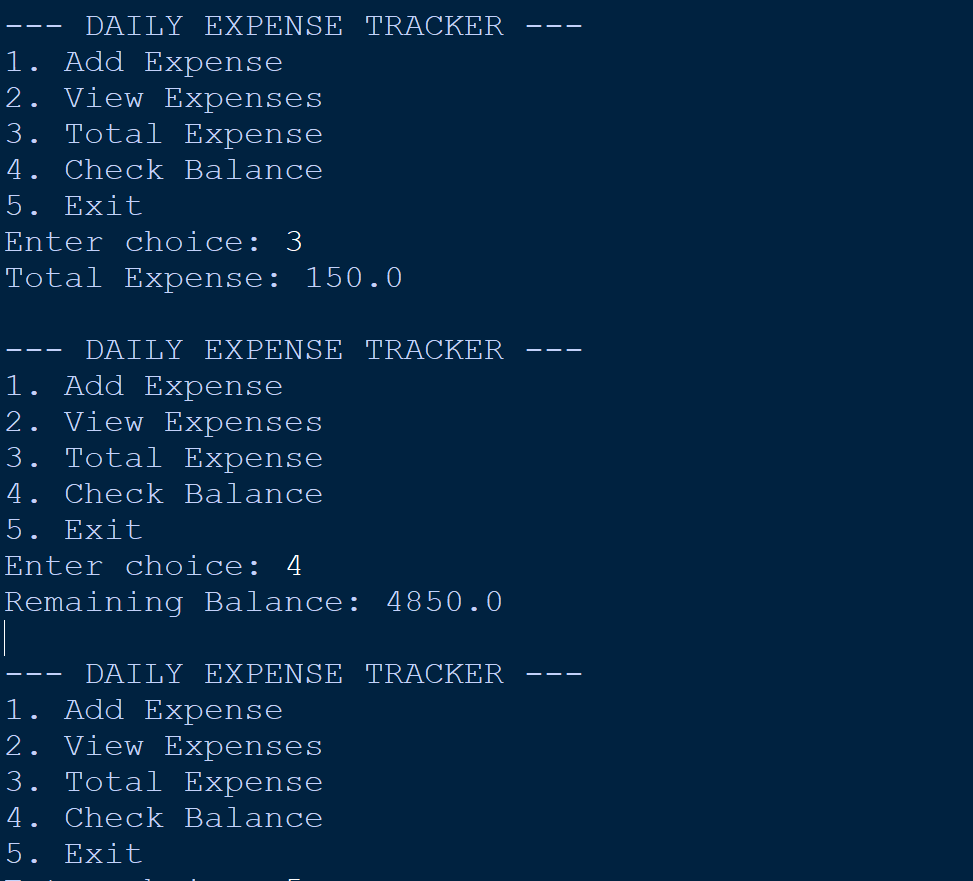 --- DAILY EXPENSE TRACKER ---
1. Add Expense
2. View Expenses
3. Total Expense
4. Check Balance
5. Exit
Enter choice: 3
Total Expense: 150.0
--- DAILY EXPENSE TRACKER ---
1. Add Expense
2. View Expenses
3. Total Expense
4. Check Balance
5. Exit
Enter choice: 4
Remaining Balance: 4850.0
--- DAILY EXPENSE TRACKER ---
1. Add Expense
2. View Expenses
3. Total Expense
4. Check Balance
5. Exit